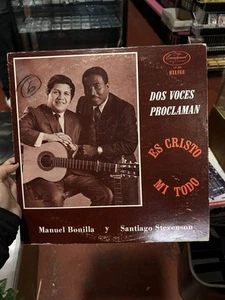 DOS VOCES
PROCLAMAN
ES CRISTO
MI TODO
Manuel Bonilla y Santiago Stevenson